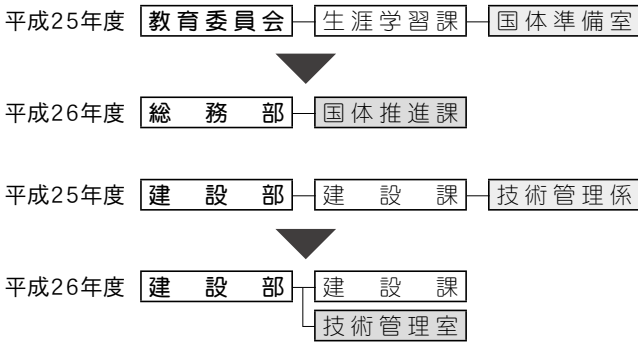 平成25年度 教育委員会 生涯学習課 国体準備室
平成26年度 総務部 国体推進課
平成25年度 建設部 建設課 技術管理係
平成26年度 建設部 建設課
技術管理室